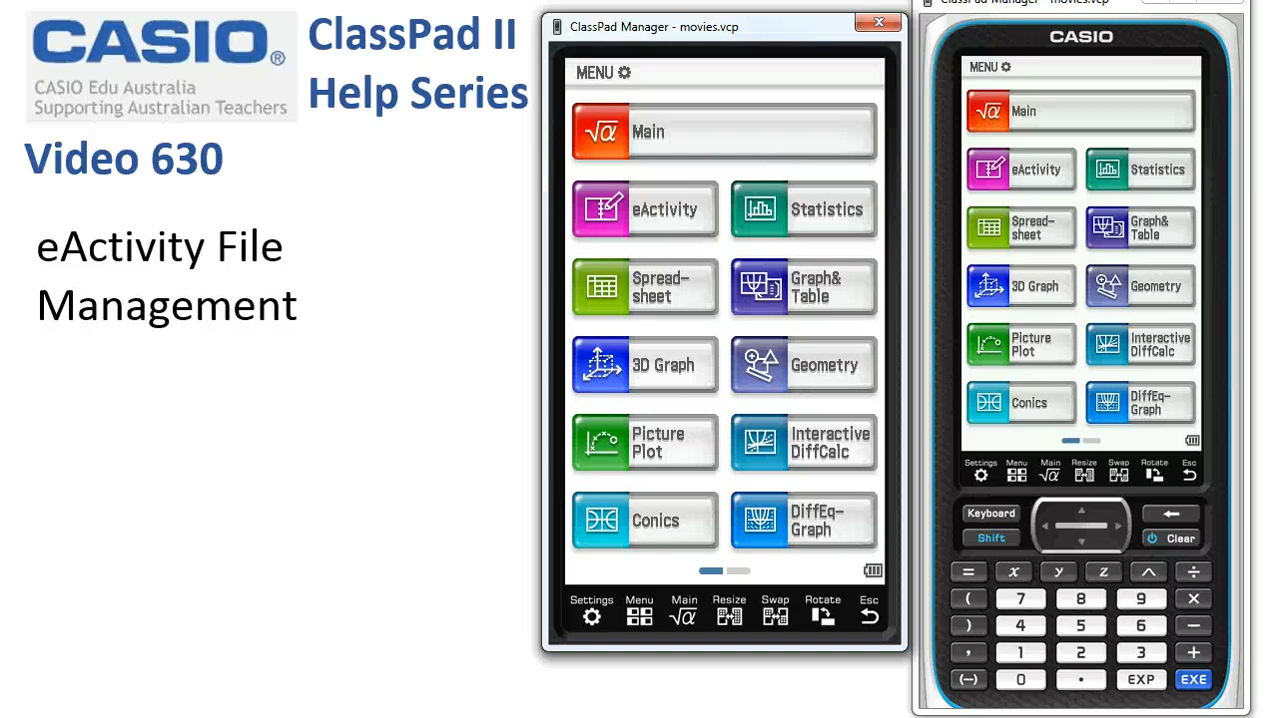 CASIO®
CASIO Edu Australia
Supporting Australian Teachers
ClassPad II
Help Series
Video 630
eActivity File
Management
ClassPad Manager - movies.vcp
MENU
√α Main
eActivity
Statistics
Spread-
sheet
Graph&
Table
3D Graph
Geometry
Picture
Plot
Interactive
DiffCalc
Conics
DiffEq-
Graph
Settings Menu Main Resize Swap Rotate Esc
√α
ClassPad Manager - movies.vcp
CASIO
MENU
√α Main
eActivity
Statistics
Spread-
sheet
Graph&
Table
3D Graph
Geometry
Picture
Plot
Interactive
DiffCalc
Conics
DiffEq-
Graph
Settings Menu Main Resize Swap Rotate Esc
√α
Keyboard
Shift
Clear
= x y z ^ ÷
( 7 8 9 ×
) 4 5 6 −
, 1 2 3 +
(−) 0 . EXP EXE